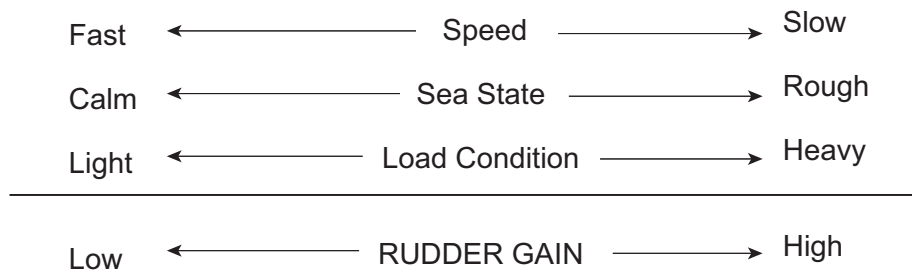 Fast Speed Slow
Calm Sea State Rough
Light Load Condition Heavy
Low RUDDER GAIN High